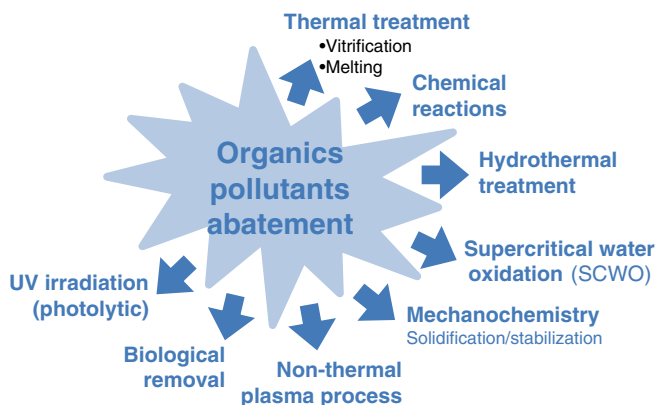 Thermal treatment
•Vitrification
•Melting
Chemical
reactions
Organics
pollutants
abatement
Hydrothermal
treatment
Supercritical water
oxidation (SCWO)
UV irradiation
(photolytic)
Mechanochemistry
Solidification/stabilization
Biological
removal
Non-thermal
plasma process